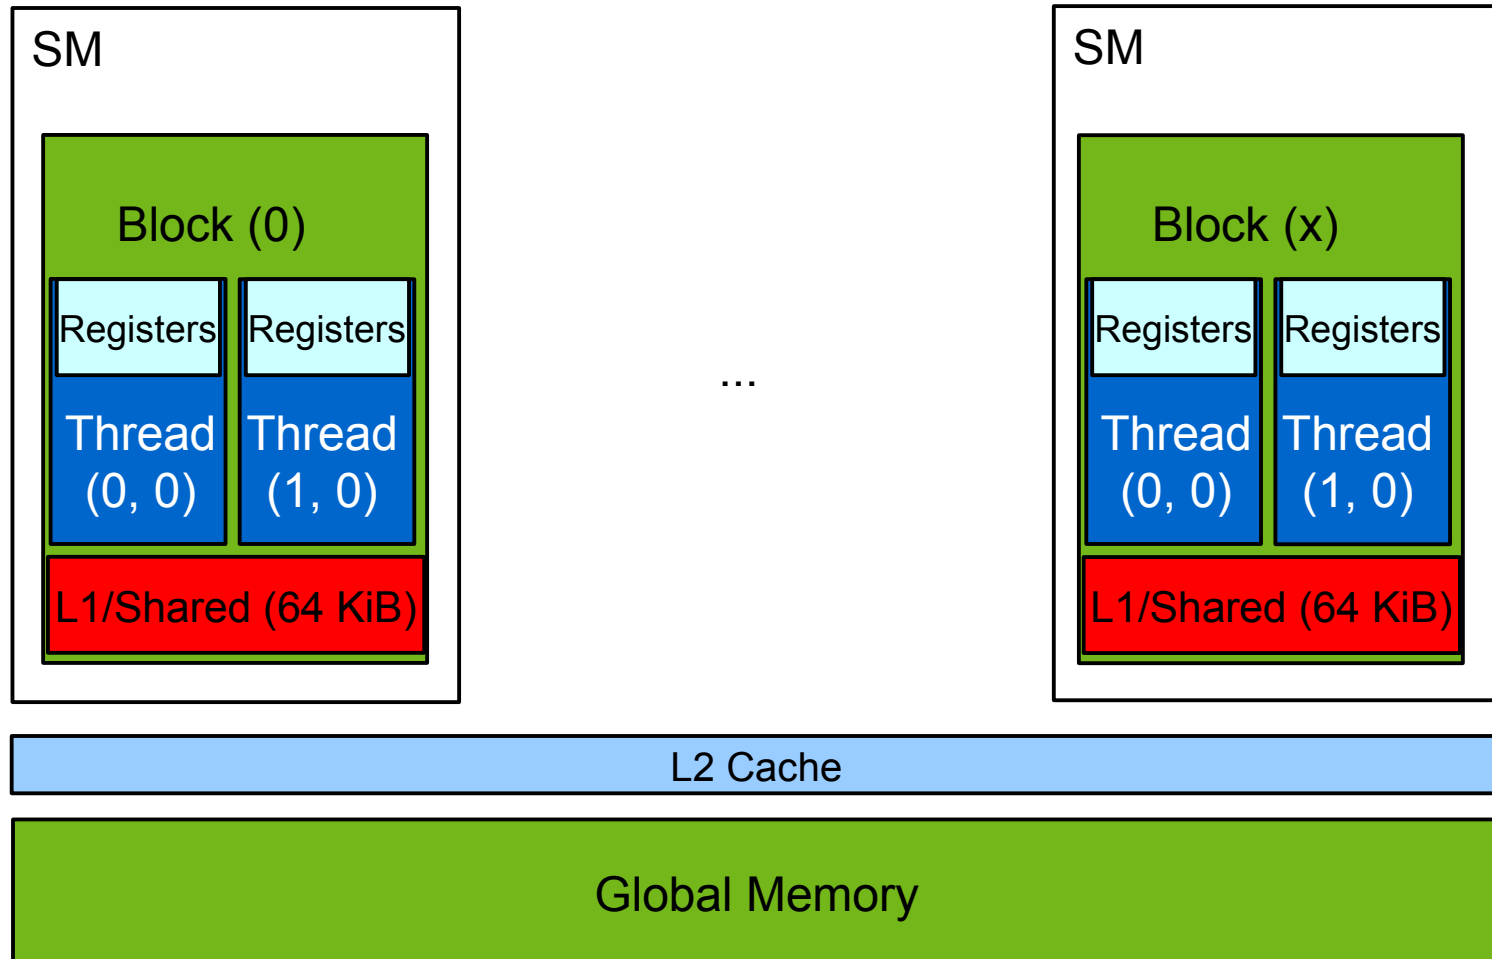 SM
Block (0)
Registers
Registers
Thread
(0, 0)
Thread
(1, 0)
L1/Shared (64 KiB)
...
SM
Block (x)
Registers
Registers
Thread
(0, 0)
Thread
(1, 0)
L1/Shared (64 KiB)
L2 Cache
Global Memory